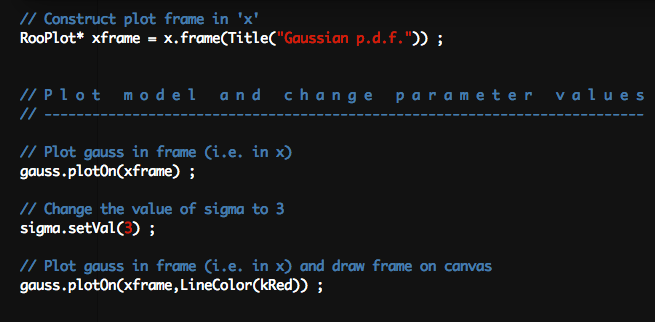 // Construct plot frame in 'x'
RooPlot* xframe = x.frame(Title("Gaussian p.d.f.")) ;
// P l o t   m o d e l   a n d   c h a n g e   p a r a m e t e r   v a l u e s
// ---------------------------------------------------------------------------
// Plot gauss in frame (i.e. in x)
gauss.plotOn(xframe) ;
// Change the value of sigma to 3
sigma.setVal(3) ;
// Plot gauss in frame (i.e. in x) and draw frame on canvas
gauss.plotOn(xframe,LineColor(kRed)) ;